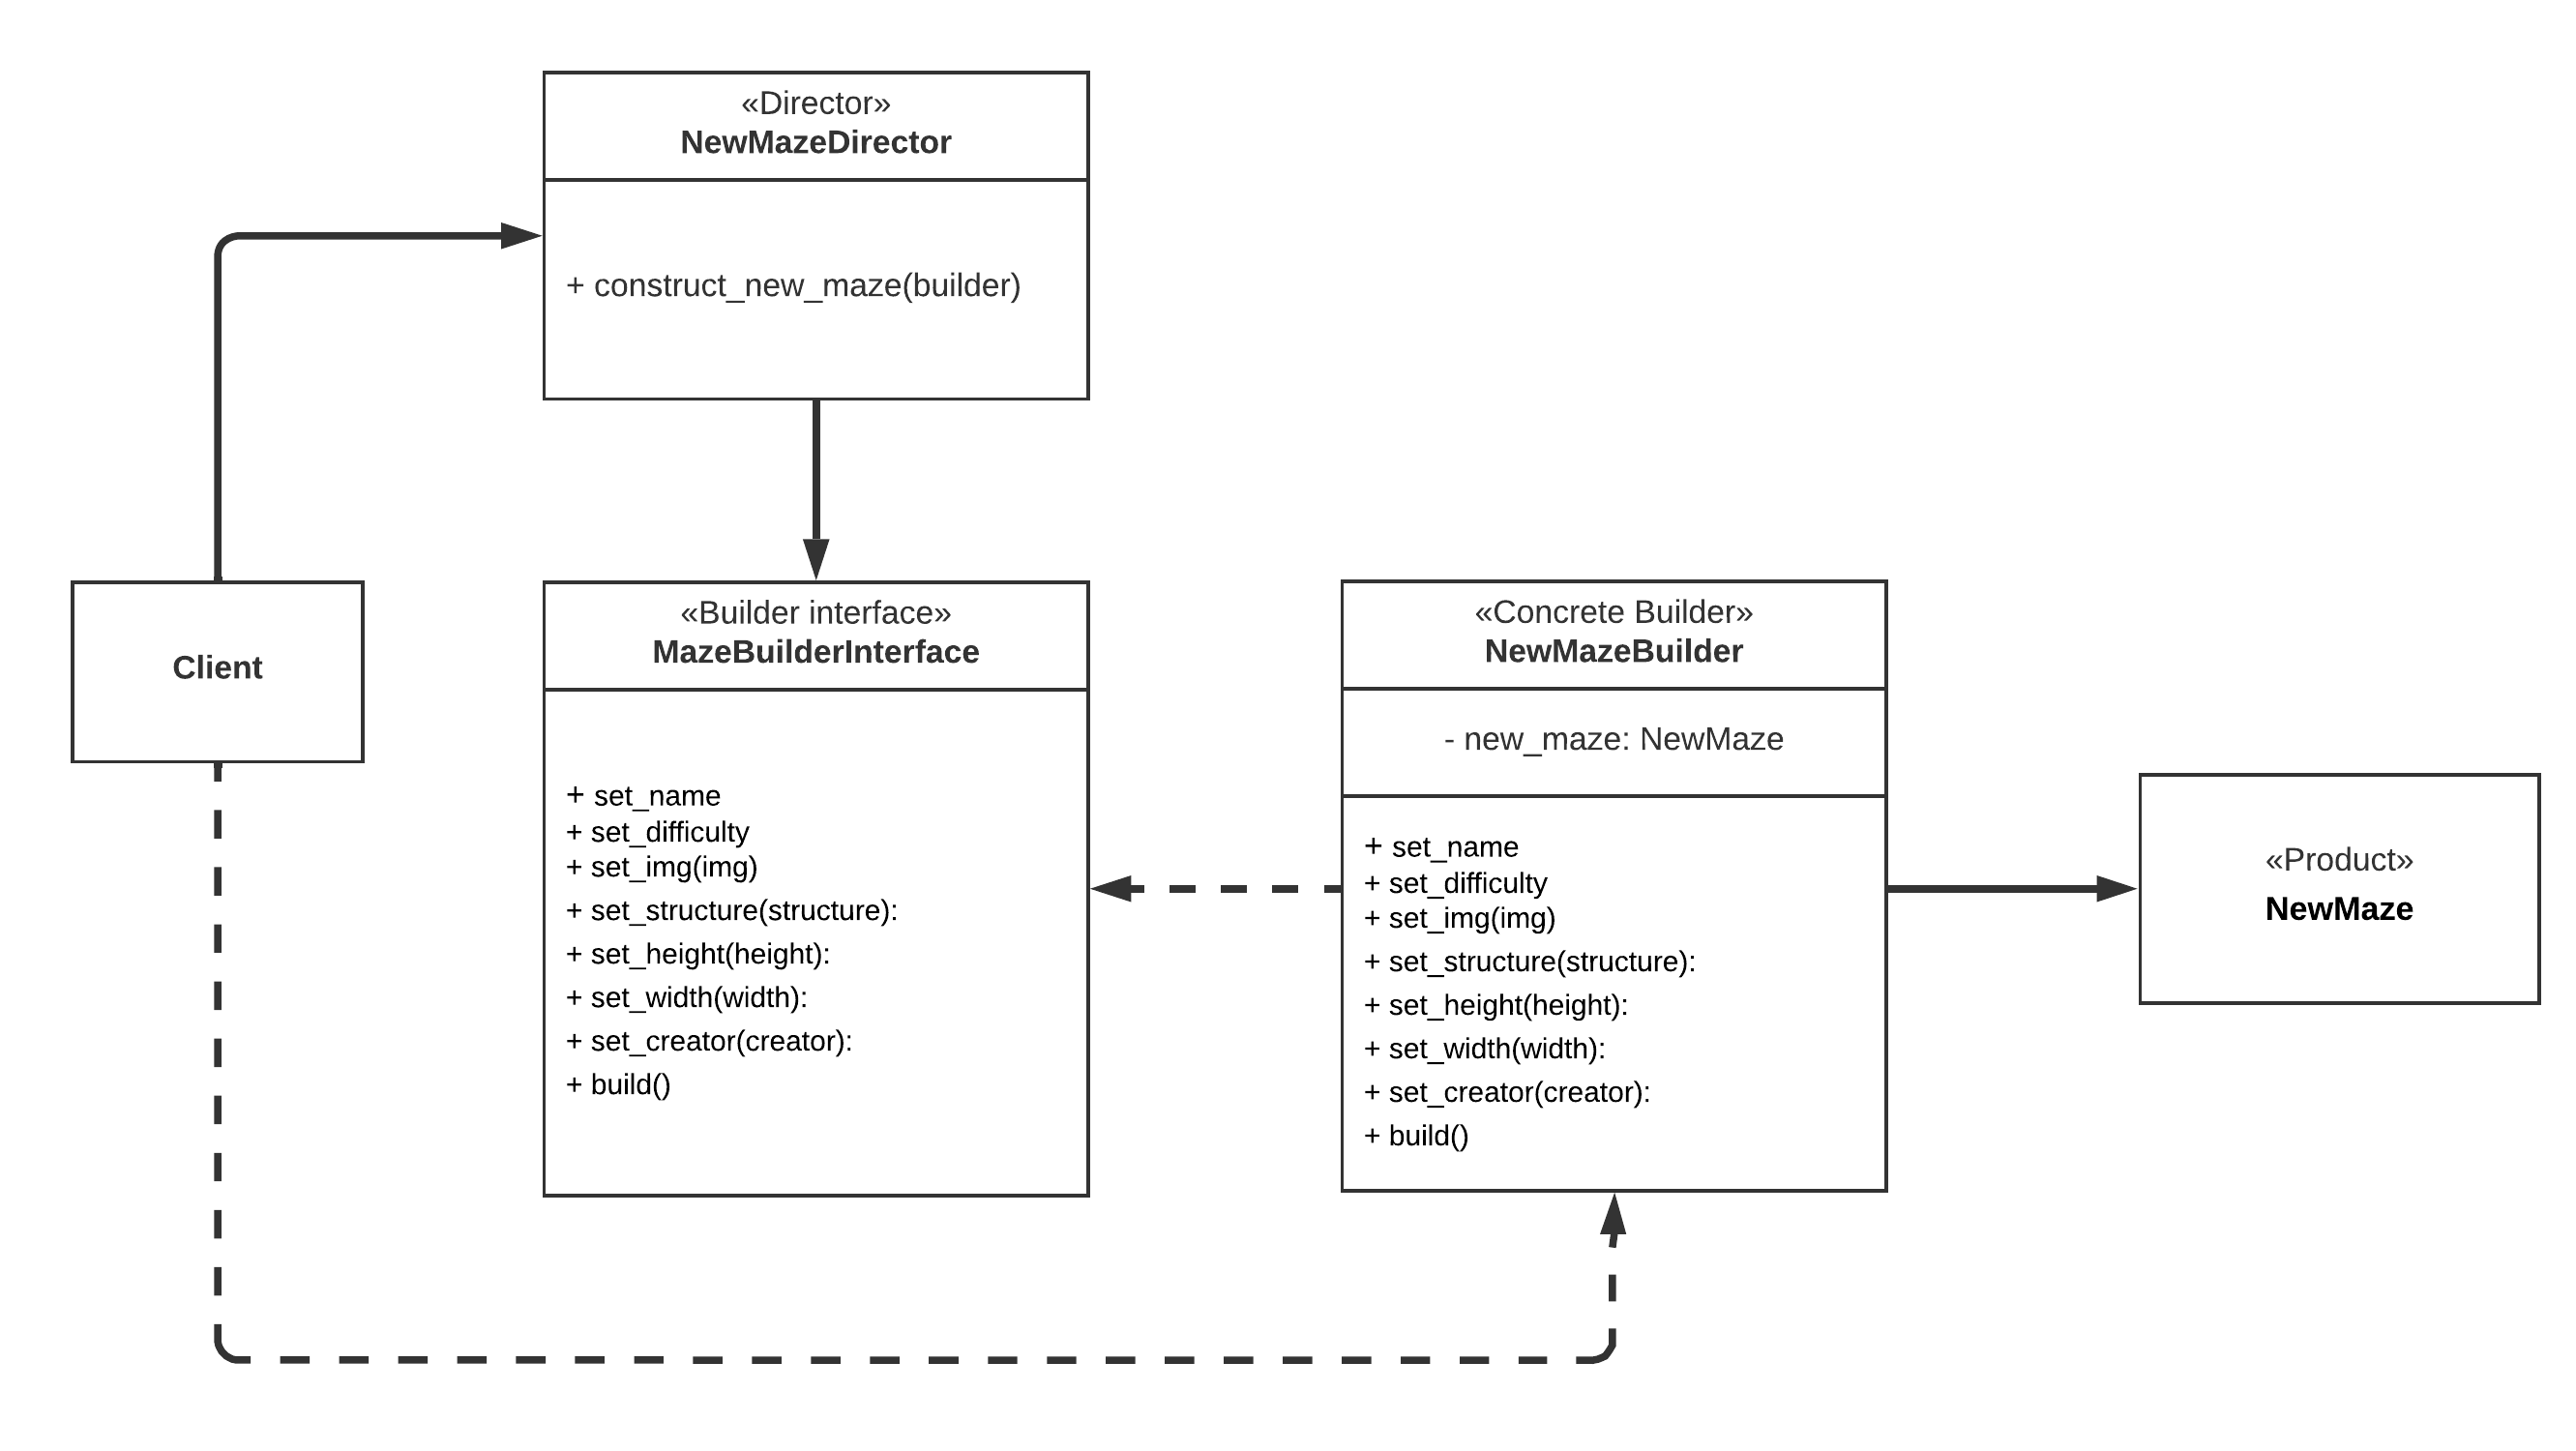 «Director»
NewMazeDirector
+ construct_new_maze(builder)
Client
«Builder interface»
MazeBuilderInterface
+ set_name
+ set_difficulty
+ set_img(img)
+ set_structure(structure):
+ set_height(height):
+ set_width(width):
+ set_creator(creator):
+ build()
«Concrete Builder»
NewMazeBuilder
- new_maze: NewMaze
+ set_name
+ set_difficulty
+ set_img(img)
+ set_structure(structure):
+ set_height(height):
+ set_width(width):
+ set_creator(creator):
+ build()
«Product»
NewMaze